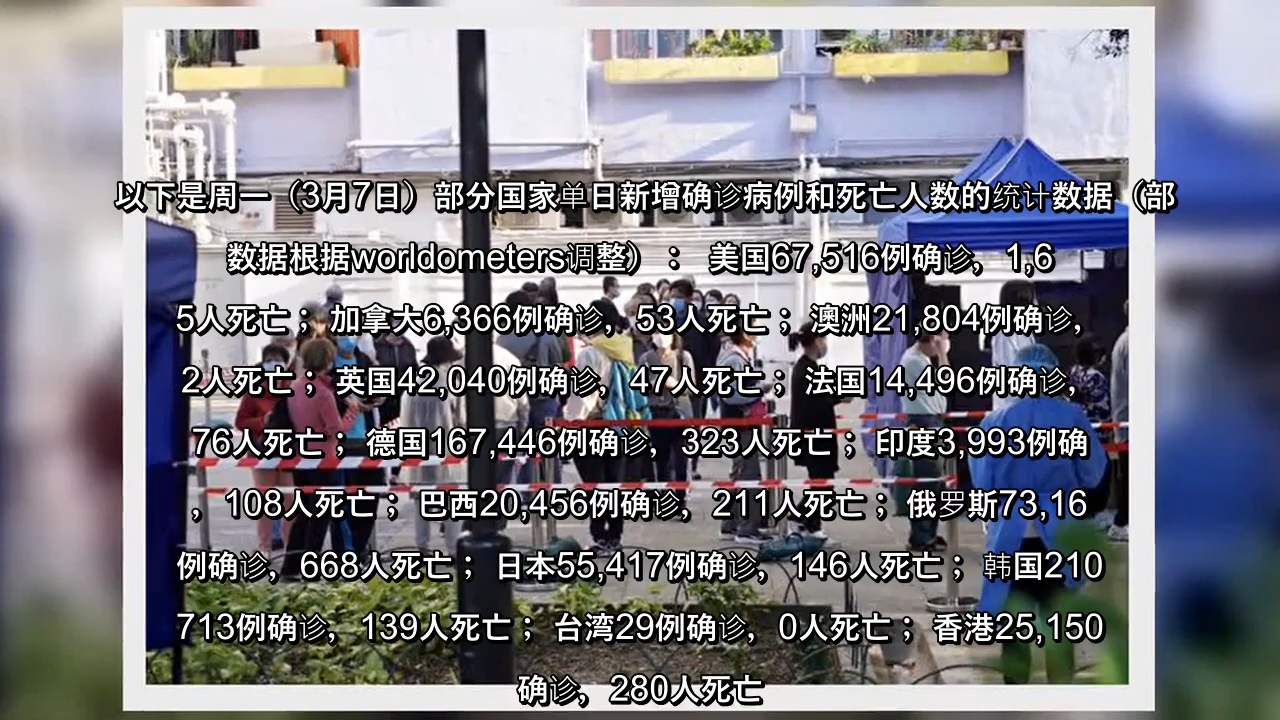 以下是周一（3月7日）部分国家单日新增确诊病例和死亡人数的统计数据（部
数据根据worldometers调整）： 美国67,516例确诊，1,6
5人死亡；加拿大6,366例确诊，53人死亡；澳洲21,804例确诊，
2人死亡；英国42,040例确诊，47人死亡；法国14,496例确诊，
76人死亡；德国167,446例确诊，323人死亡；印度3,993例确
，108人死亡；巴西20,456例确诊，211人死亡；俄罗斯73,16
例确诊，668人死亡；日本55,417例确诊，146人死亡；韩国210
713例确诊，139人死亡；台湾29例确诊，0人死亡；香港25,150
确诊，280人死亡